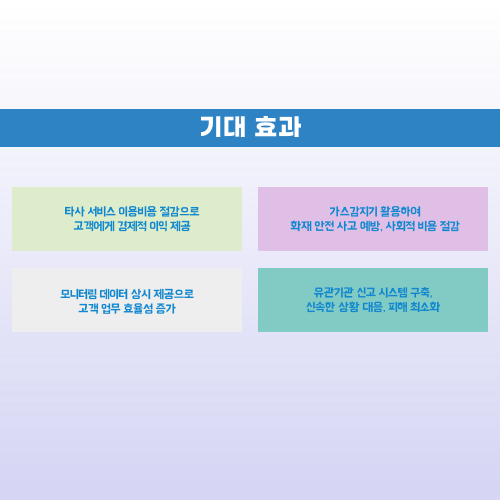 기대 효과
타사 서비스 이용비용 절감으로
고객에게 경제적 이익 제공
가스감지기 활용하여
화재 안전 사고 예방, 사회적 비용 절감
모니터링 데이터 상시 제공으로
고객 업무 효율성 증가
유관기관 신고 시스템 구축,
신속한 상황 대응, 피해 최소화